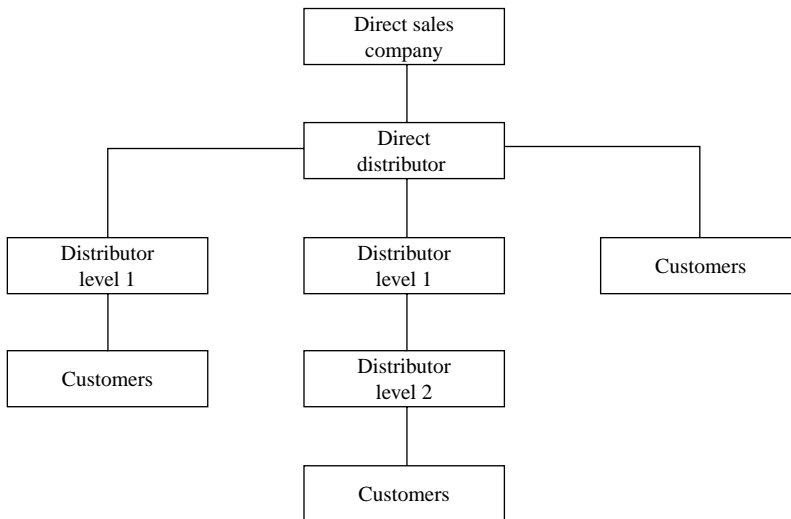 Direct sales
company
Direct
distributor
Distributor
level 1
Distributor
level 1
Customers
Customers
Distributor
level 2
Customers